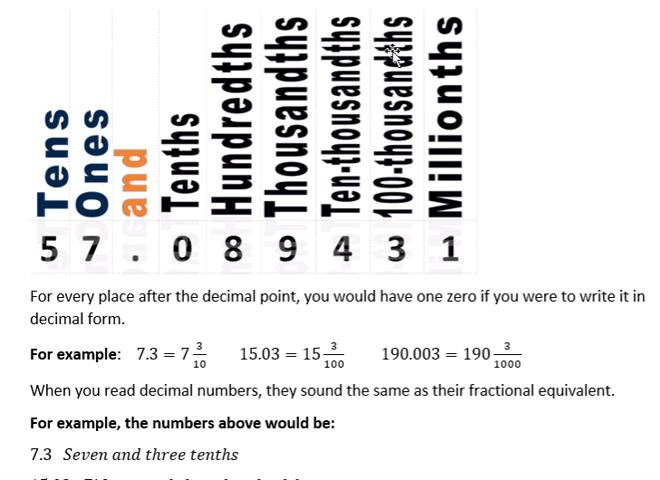 Tens Ones and Tenths Hundredths Thousandths Ten-thousandths 100-thousandths Millionths
5 7 . 0 8 9 4 3 1
For every place after the decimal point, you would have one zero if you were to write it in
decimal form.
For example: 7.3 = 7 3/10 15.03 = 15 3/100 190.003 = 190 3/1000
When you read decimal numbers, they sound the same as their fractional equivalent.
For example, the numbers above would be:
7.3 Seven and three tenths